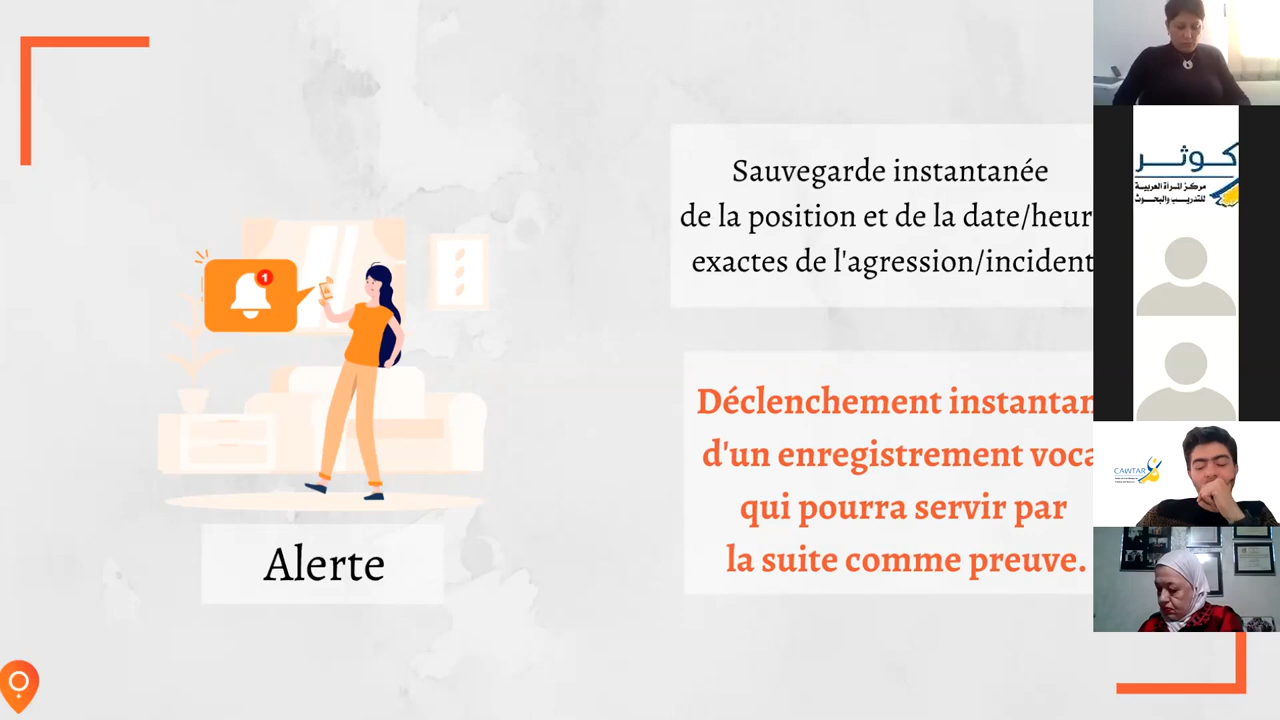 Sauvegarde instantanée
de la position et de la date/heur
exactes de l'agression/incident
Déclenchement instantan
d'un enregistrement voca
qui pourra servir par
la suite comme preuve.
Alerte
1
كوثر
مركز المرأة العربية
للتدريب والبحوث
CAWTAR